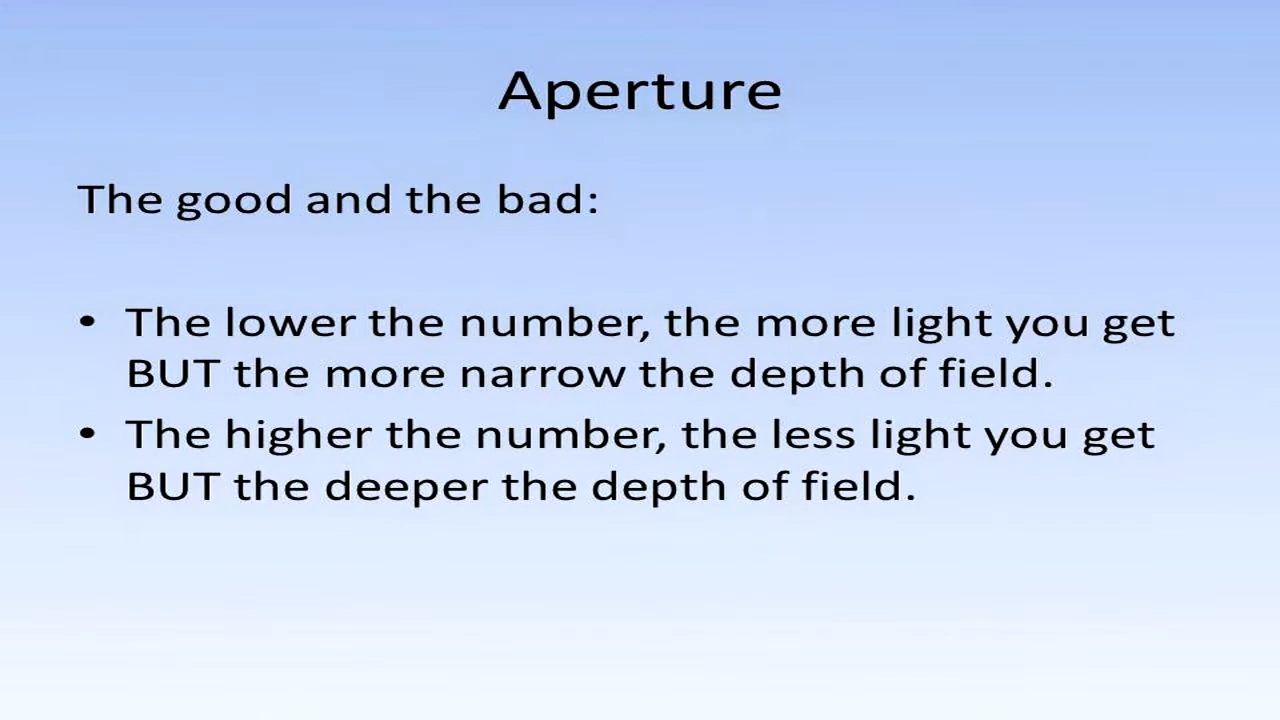 Aperture
The good and the bad:
• The lower the number, the more light you get
BUT the more narrow the depth of field.
• The higher the number, the less light you get
BUT the deeper the depth of field.